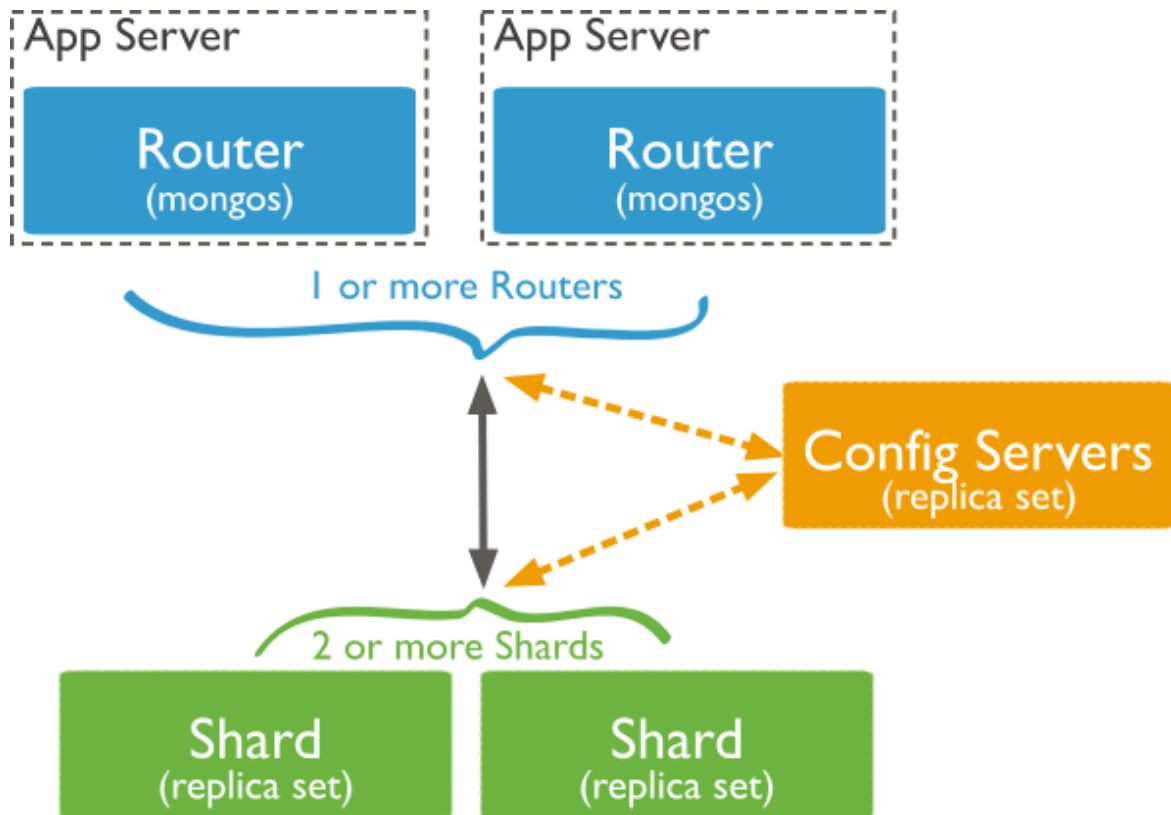 App Server
App Server
Router
(mongos)
Router
(mongos)
1 or more Routers
Config Servers
(replica set)
2 or more Shards
Shard
(replica set)
Shard
(replica set)